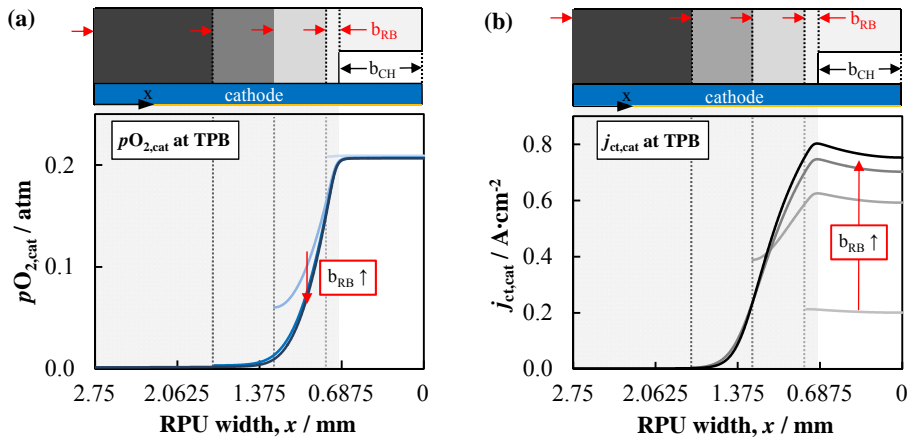 (a)
b_RB
b_CH
x
cathode
pO_2,cat at TPB
0.2
0.1
0.0
pO_2,cat / atm
b_RB ↑
2.75 2.0625 1.375 0.6875 0
RPU width, x / mm
(b)
b_RB
b_CH
x
cathode
j_ct,cat at TPB
0.8
0.6
0.4
0.2
0.0
j_ct,cat / A·cm⁻²
b_RB ↑
2.75 2.0625 1.375 0.6875 0
RPU width, x / mm